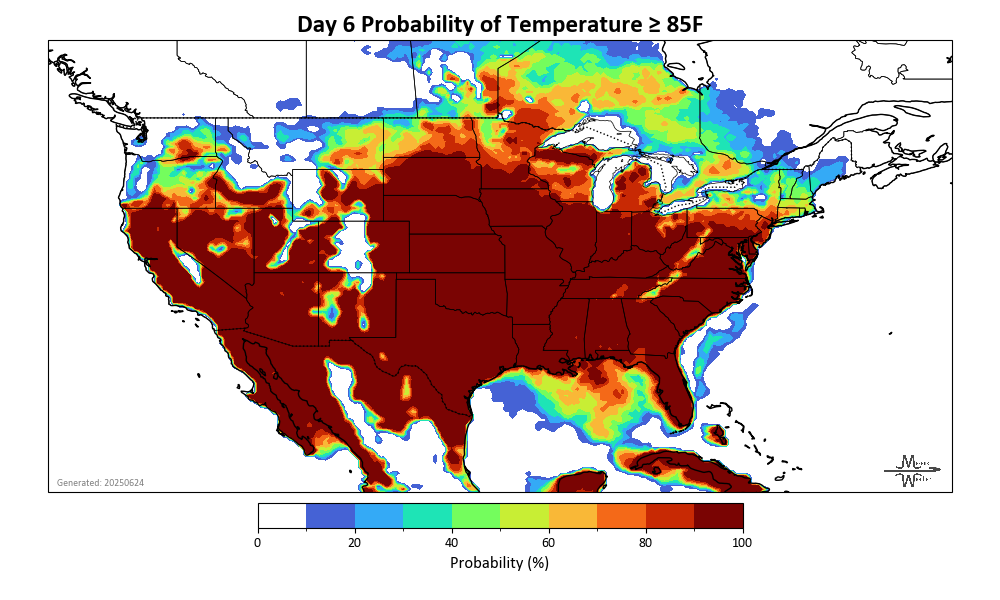 Day 6 Probability of Temperature ≥ 85F
Generated: 20250624
0 20 40 60 80 100
Probability (%)